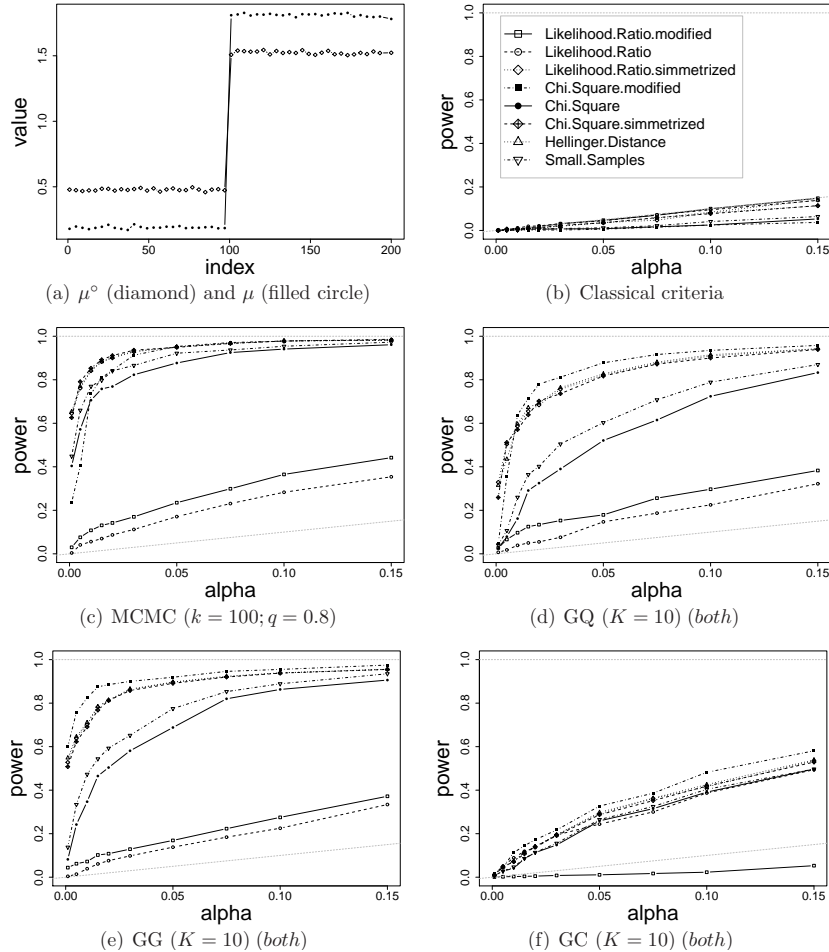 value
0.5
1.5
0
50
100
150
200
index
(a) μ° (diamond) and μ (filled circle)
power
0.0
0.2
0.4
0.6
0.8
1.0
Likelihood.Ratio.modified
Likelihood.Ratio
Likelihood.Ratio.simmetrized
Chi.Square.modified
Chi.Square
Chi.Square.simmetrized
Hellinger.Distance
Small.Samples
0.00
0.05
0.10
0.15
alpha
(b) Classical criteria
power
0.0
0.2
0.4
0.6
0.8
1.0
0.00
0.05
0.10
0.15
alpha
(c) MCMC (k = 100; q = 0.8)
power
0.0
0.2
0.4
0.6
0.8
1.0
0.00
0.05
0.10
0.15
alpha
(d) GQ (K = 10) (both)
power
0.0
0.2
0.4
0.6
0.8
1.0
0.00
0.05
0.10
0.15
alpha
(e) GG (K = 10) (both)
power
0.0
0.2
0.4
0.6
0.8
1.0
0.00
0.05
0.10
0.15
alpha
(f) GC (K = 10) (both)